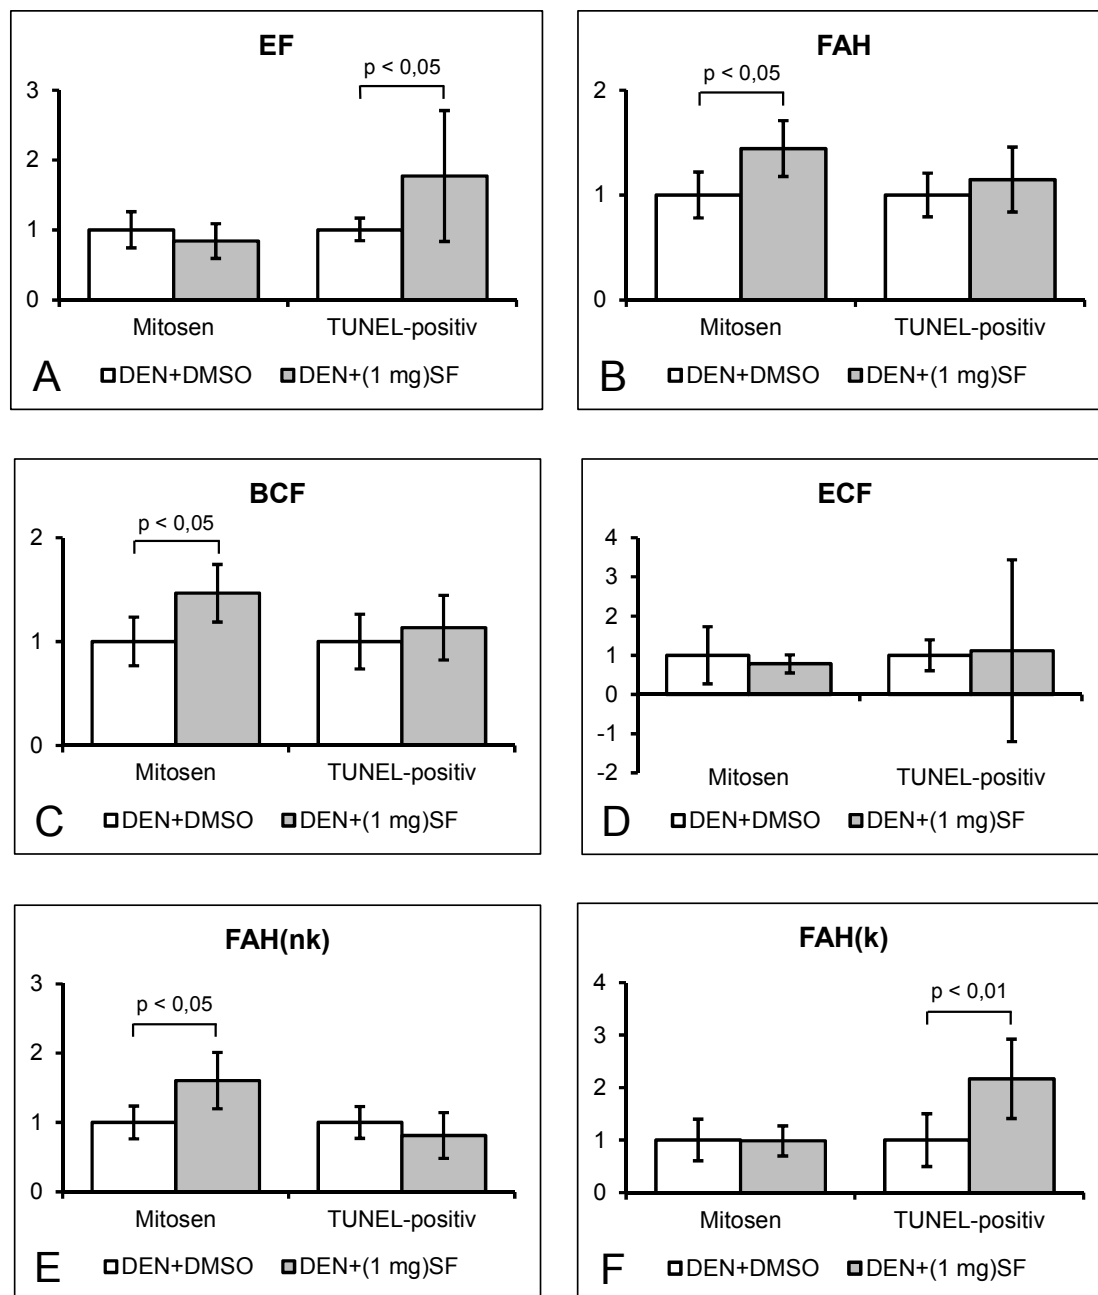 EF
p < 0,05
3
2
1
0
Mitosen TUNEL-positiv
A DEN+DMSO DEN+(1 mg)SF
FAH
p < 0,05
2
1
0
Mitosen TUNEL-positiv
B DEN+DMSO DEN+(1 mg)SF
BCF
p < 0,05
2
1
0
Mitosen TUNEL-positiv
C DEN+DMSO DEN+(1 mg)SF
ECF
4
3
2
1
0
-1
-2
Mitosen TUNEL-positiv
D DEN+DMSO DEN+(1 mg)SF
FAH(nk)
3
p < 0,05
2
1
0
Mitosen TUNEL-positiv
E DEN+DMSO DEN+(1 mg)SF
FAH(k)
4
p < 0,01
3
2
1
0
Mitosen TUNEL-positiv
F DEN+DMSO DEN+(1 mg)SF